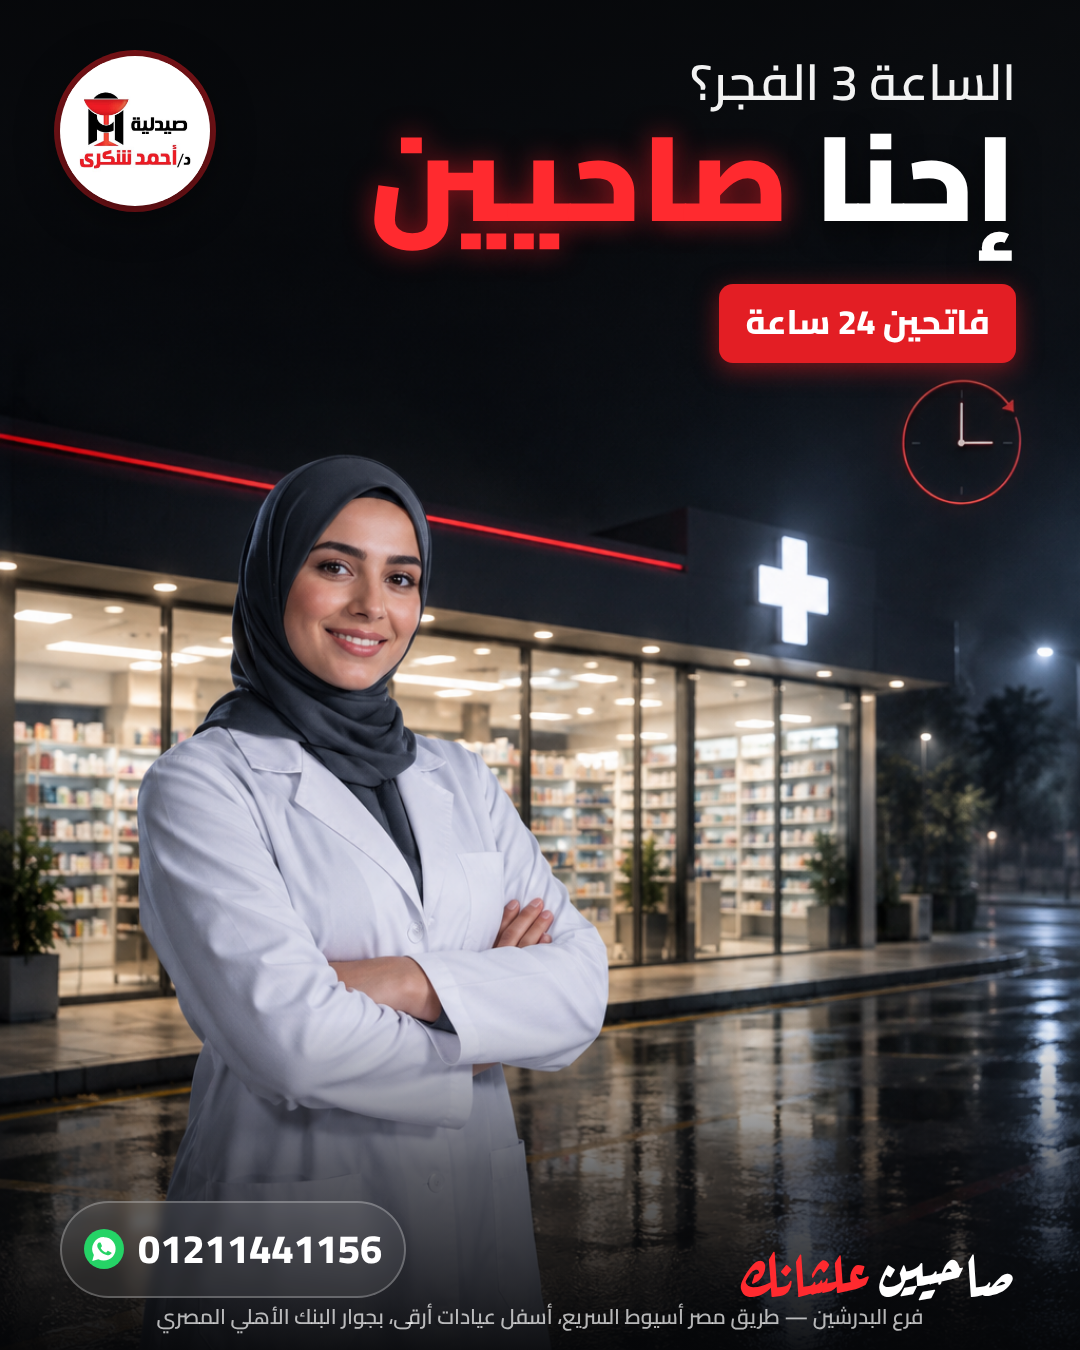 صيدلية
د/أحمد شكرى
الساعة 3 الفجر؟
إحنا صاحيين
فاتحين 24 ساعة
01211441156
صاحيين علشانك
فرع البدرشين — طريق مصر أسيوط السريع، أسفل عيادات أرقى، بجوار البنك الأهلي المصري